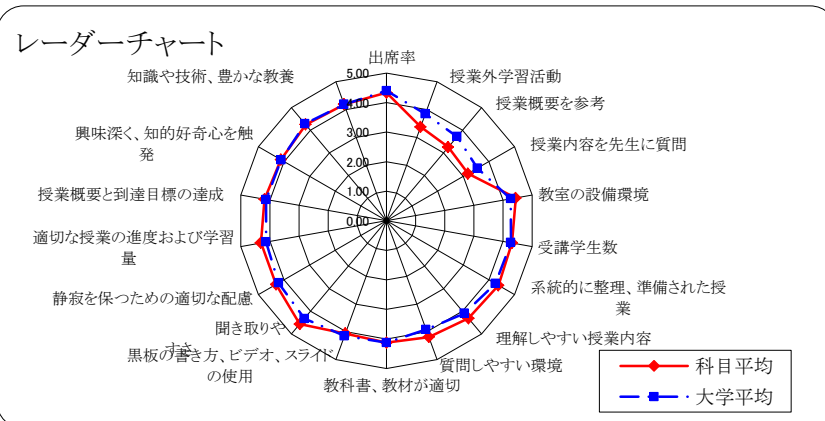 レーダーチャート
出席率
授業外学習活動
授業概要を参考
授業内容を先生に質問
教室の設備環境
受講学生数
系統的に整理、準備された授
業
理解しやすい授業内容
質問しやすい環境
教科書、教材が適切
黒板の書き方、ビデオ、スライド
の使用
聞き取りや
すさ
静寂を保つための適切な配慮
適切な授業の進度および学習
量
授業概要と到達目標の達成
興味深く、知的好奇心を触
発
知識や技術、豊かな教養
5.00
4.00
3.00
2.00
1.00
0.00
科目平均
大学平均